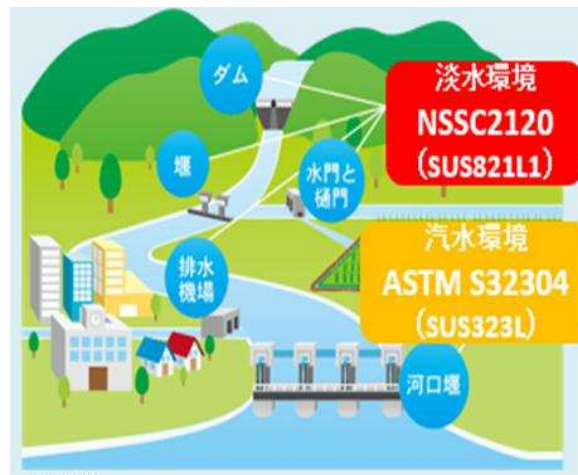 ダム
淡水環境
NSSC2120
（SUS821L1）
堰
水門と
樋門
汽水環境
ASTM S32304
（SUS323L）
排水
機場
河口堰